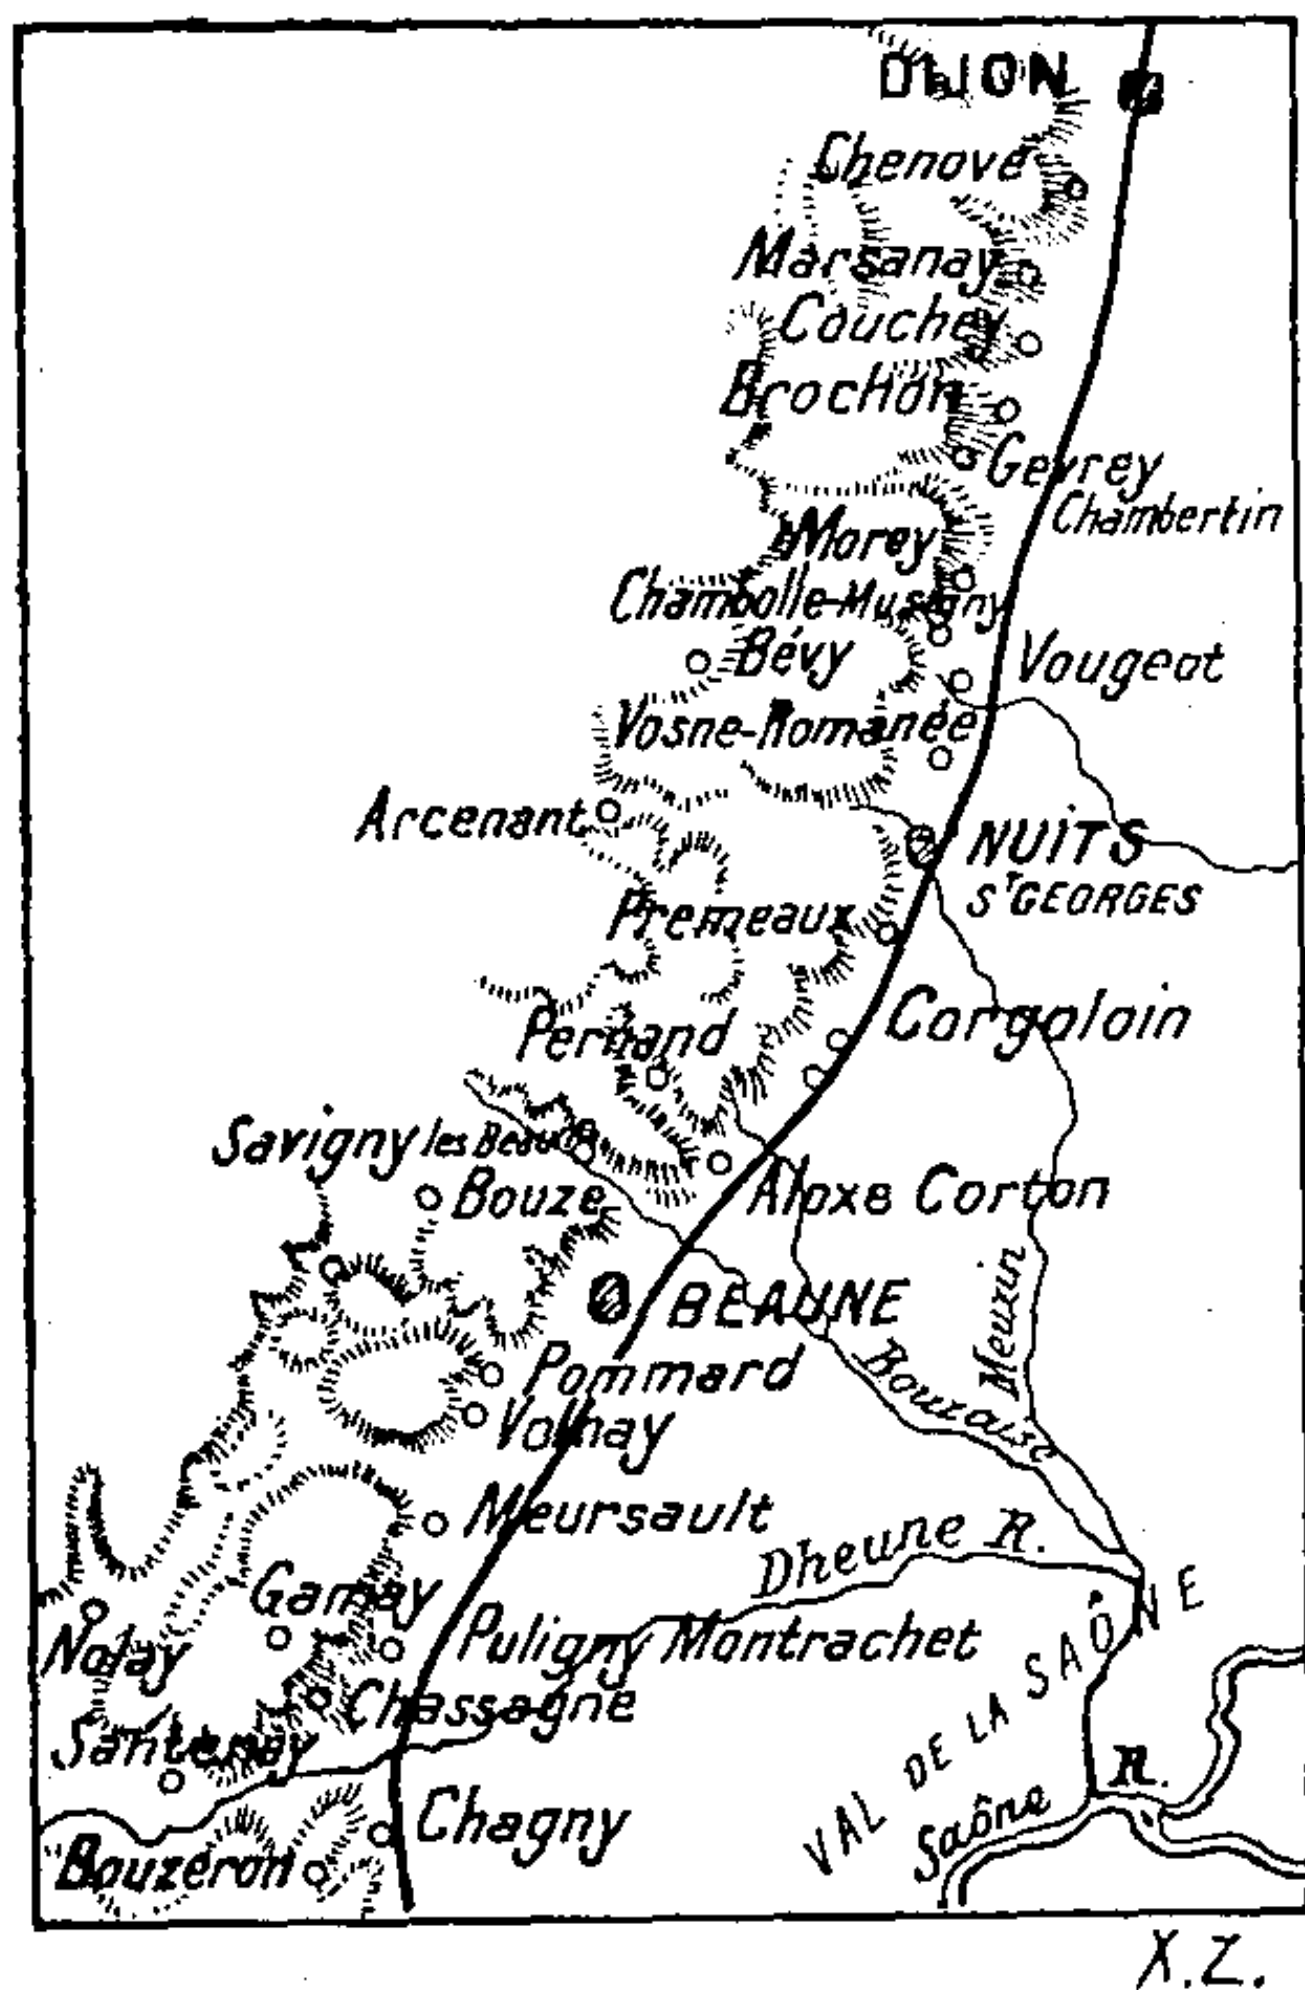 DIJON
Chenove
Marsanay
Couchey
Brochon
Gevrey
Chambertin
Morey
Chambolle-Musigny
Bévy
Vougeot
Vosne-Romanée
Arcenant
NUITS
ST GEORGES
Premeaux
Corgoloin
Pernand
Savigny les Beau
Bouze
Aloxe Corton
BEAUNE
Meuzin
Pommard
Bouzaise
Volnay
Meursault
Dheune R.
Gamay
Puligny Montrachet
Nolay
Chassagne
Santenay
VAL DE LA SAÔNE
R.
Chagny
Saône
Bouzeron
X.Z.